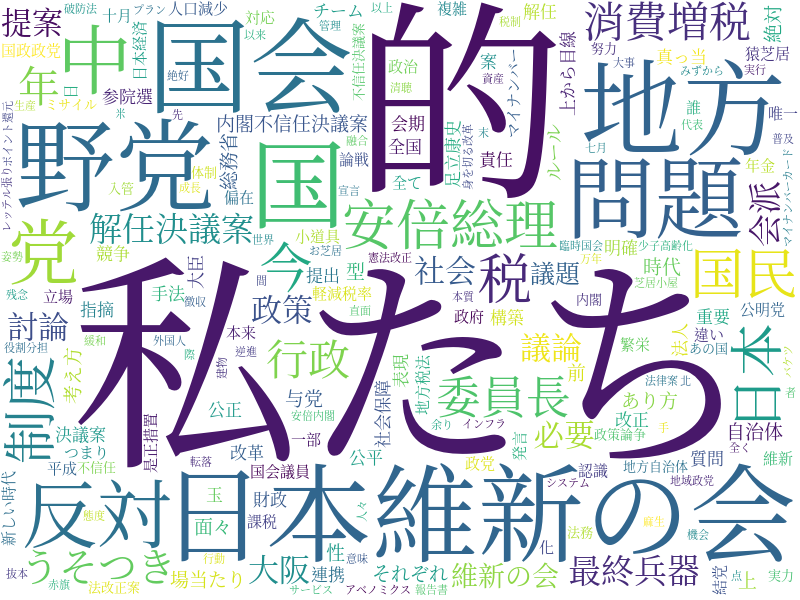 提案
中
国会
的
消費増税
地方
人口減少
十月
対応
チーム
複雑
解任
破防法
プラン
以上
管理
以来
税制
猿芝居
絶対
国政政党
日本経済
年
ミサイル
参院選
不信任決議案
政治
案
努力
大事
真っ当
みずから
実行
野党
内閣不信任決議案
絶好
資産
清聴
マイナンバー
上から目線
誰
代表
唯一
国
総務省
会期
論戦
全国
責任
足立康史
身を切る改革
ルール
問題
年金
普及
会派
レッテル張り
ポイント還元
生産
先
米
融合
末
七月
マイナンバーカード
党
解任決議案
入管
体制
成長
偏在
全て
宣言
安倍総理
今
小道具
世界
お芝居
競争
大臣
提出
型
憲法改正
社会
税
議題
臨時国会
少子高齢化
明確
時代
万年
芝居小屋
国民
姿勢
残念
立場
手法
間
徴収
軽減税率
直面
本質
内閣
討論
指摘
政策
政府
構築
重要
公明党
違い
役割分担
緩和
外国人
際
本来
逆進
行政
表現
議論
法人
繁栄
あの国
私たち
制度
考え方
建物
与党
社会保障
地方税法
委員長
前
あり方
法律案
北
バケツ
者
日本
公正
是正措置
安倍内閣
余り
インフラ
必要
改正
政策論争
手
自治体
全く
決議案
つまり
改革
一部
公平
発言
反対
日本維新の会
新しい時代
平成
不信任
転落
国会議員
政党
認識
地方自治体
質問
維新
玉
財政
システム
地域政党
うそつき
態度
面々
課税
人々
性
化
法務
麻生
機会
抜本
赤旗
法改正案
行動
場当たり
大阪
連携
意味
サービス
アベノミクス
それぞれ
報告書
維新の会
最終兵器
結党
点
上
実力
日